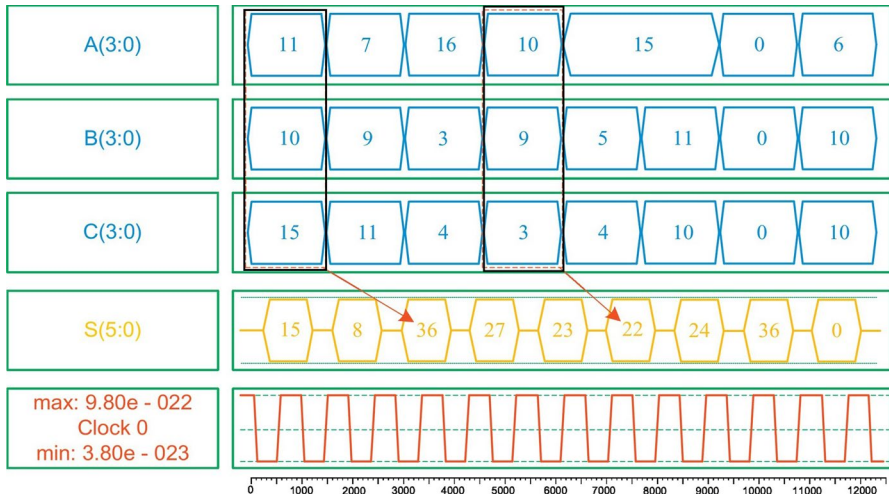 A(3:0) 11 7 16 10 15 0 6
B(3:0) 10 9 3 9 5 11 0 10
C(3:0) 15 11 4 3 4 10 0 10
S(5:0) 15 8 36 27 23 22 24 36 0
max: 9.80e - 022
Clock 0
min: 3.80e - 023
0 1000 2000 3000 4000 5000 6000 7000 8000 9000 10000 11000 12000